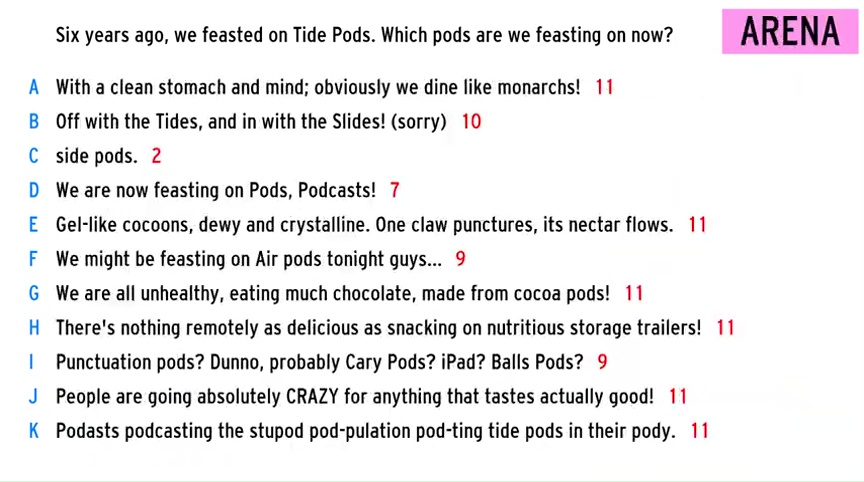 Six years ago, we feasted on Tide Pods. Which pods are we feasting on now?
ARENA
A With a clean stomach and mind; obviously we dine like monarchs! 11
B Off with the Tides, and in with the Slides! (sorry) 10
C side pods. 2
D We are now feasting on Pods, Podcasts! 7
E Gel-like cocoons, dewy and crystalline. One claw punctures, its nectar flows. 11
F We might be feasting on Air pods tonight guys... 9
G We are all unhealthy, eating much chocolate, made from cocoa pods! 11
H There's nothing remotely as delicious as snacking on nutritious storage trailers! 11
I Punctuation pods? Dunno, probably Cary Pods? iPad? Balls Pods? 9
J People are going absolutely CRAZY for anything that tastes actually good! 11
K Podasts podcasting the stupod pod-pulation pod-ting tide pods in their pody. 11